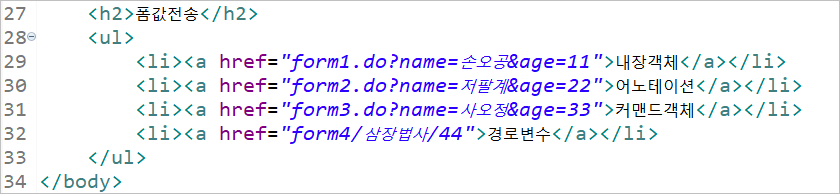 27 <h2>폼값전송</h2>
28 <ul>
29 <li><a href="form1.do?name=손오공&age=11">내장객체</a></li>
30 <li><a href="form2.do?name=저팔계&age=22">어노테이션</a></li>
31 <li><a href="form3.do?name=사오정&age=33">커맨드객체</a></li>
32 <li><a href="form4/삼장법사/44">경로변수</a></li>
33 </ul>
34 </body>